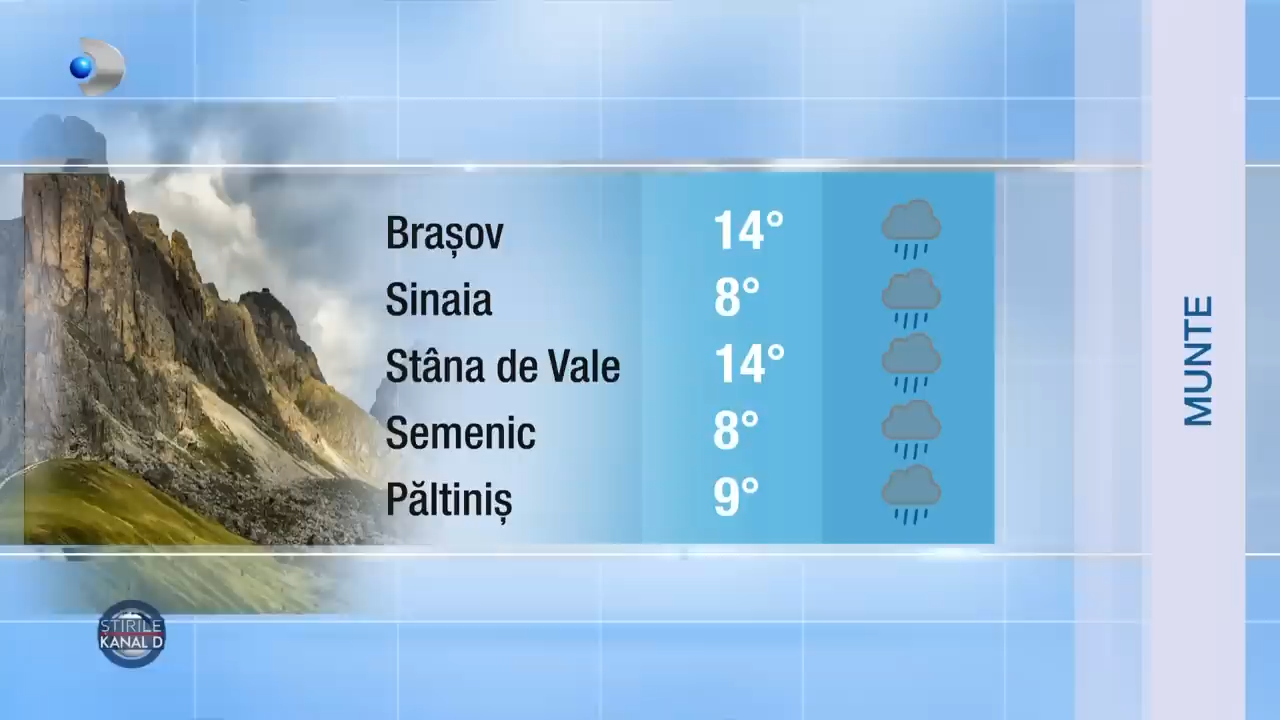 Brașov 14°
Sinaia 8°
Stâna de Vale 14°
Semenic 8°
Păltiniș 9°
MUNTE
ȘTIRILE
KANAL D